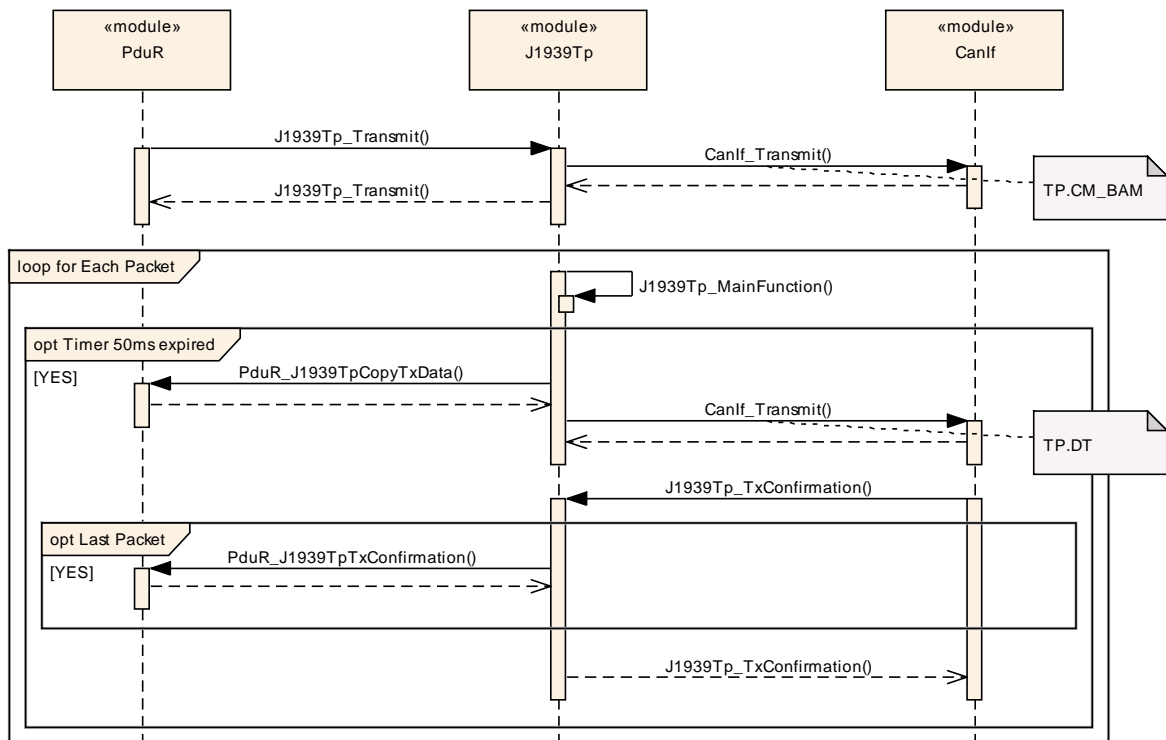 «module»
PduR
«module»
J1939Tp
«module»
CanIf
J1939Tp_Transmit()
CanIf_Transmit()
TP.CM_BAM
J1939Tp_Transmit()
loop for Each Packet
J1939Tp_MainFunction()
opt Timer 50ms expired
[YES]
PduR_J1939TpCopyTxData()
CanIf_Transmit()
TP.DT
J1939Tp_TxConfirmation()
opt Last Packet
[YES]
PduR_J1939TpTxConfirmation()
J1939Tp_TxConfirmation()